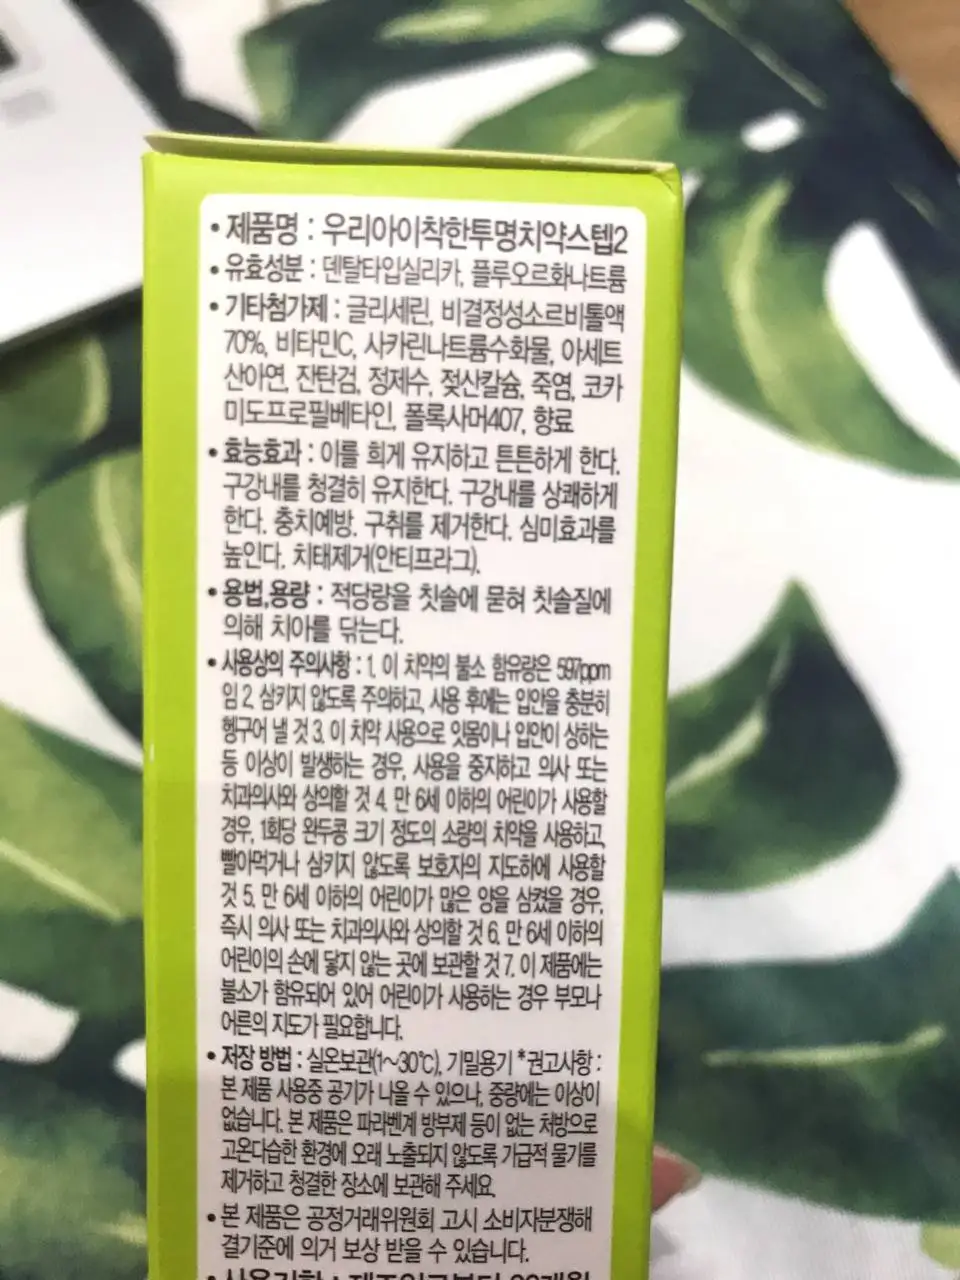 • 제품명 : 우리아이착한투명치약스텝2
• 유효성분 : 덴탈타입실리카, 플루오르화나트륨
• 기타첨가제 : 글리세린, 비결정성소르비톨액
70%, 비타민C, 사카린나트륨수화물, 아세트
산아연, 잔탄검, 정제수, 젖산칼슘, 죽염, 코카
미도프로필베타인, 폴록사머407, 향료
• 효능효과 : 이를 희게 유지하고 튼튼하게 한다.
구강내를 청결히 유지한다. 구강내를 상쾌하게
한다. 충치예방. 구취를 제거한다. 심미효과를
높인다. 치태제거(안티프라그).
• 용법,용량 : 적당량을 칫솔에 묻혀 칫솔질에
의해 치아를 닦는다.
• 사용상의 주의사항 : 1. 이 치약의 불소 함유량은 597ppm
임 2. 삼키지 않도록 주의하고, 사용 후에는 입안을 충분히
헹구어 낼 것 3. 이 치약 사용으로 잇몸이나 입안이 상하는
등 이상이 발생하는 경우, 사용을 중지하고 의사 또는
치과의사와 상의할 것 4. 만 6세 이하의 어린이가 사용할
경우, 1회당 완두콩 크기 정도의 소량의 치약을 사용하고,
빨아먹거나 삼키지 않도록 보호자의 지도하에 사용할
것 5. 만 6세 이하의 어린이가 많은 양을 삼켰을 경우,
즉시 의사 또는 치과의사와 상의할 것 6. 만 6세 이하의
어린이의 손에 닿지 않는 곳에 보관할 것 7. 이 제품에는
불소가 함유되어 있어 어린이가 사용하는 경우 부모나
어른의 지도가 필요합니다.
• 저장 방법 : 실온보관(1~30℃), 기밀용기 *권고사항 :
본 제품 사용중 공기가 나올 수 있으나, 중량에는 이상이
없습니다. 본 제품은 파라벤계 방부제 등이 없는 처방으로
고온다습한 환경에 오래 노출되지 않도록 가급적 물기를
제거하고 청결한 장소에 보관해 주세요.
• 본 제품은 공정거래위원회 고시 소비자분쟁해
결기준에 의거 보상 받을 수 있습니다.
• 사용기한 : 제조일로부터